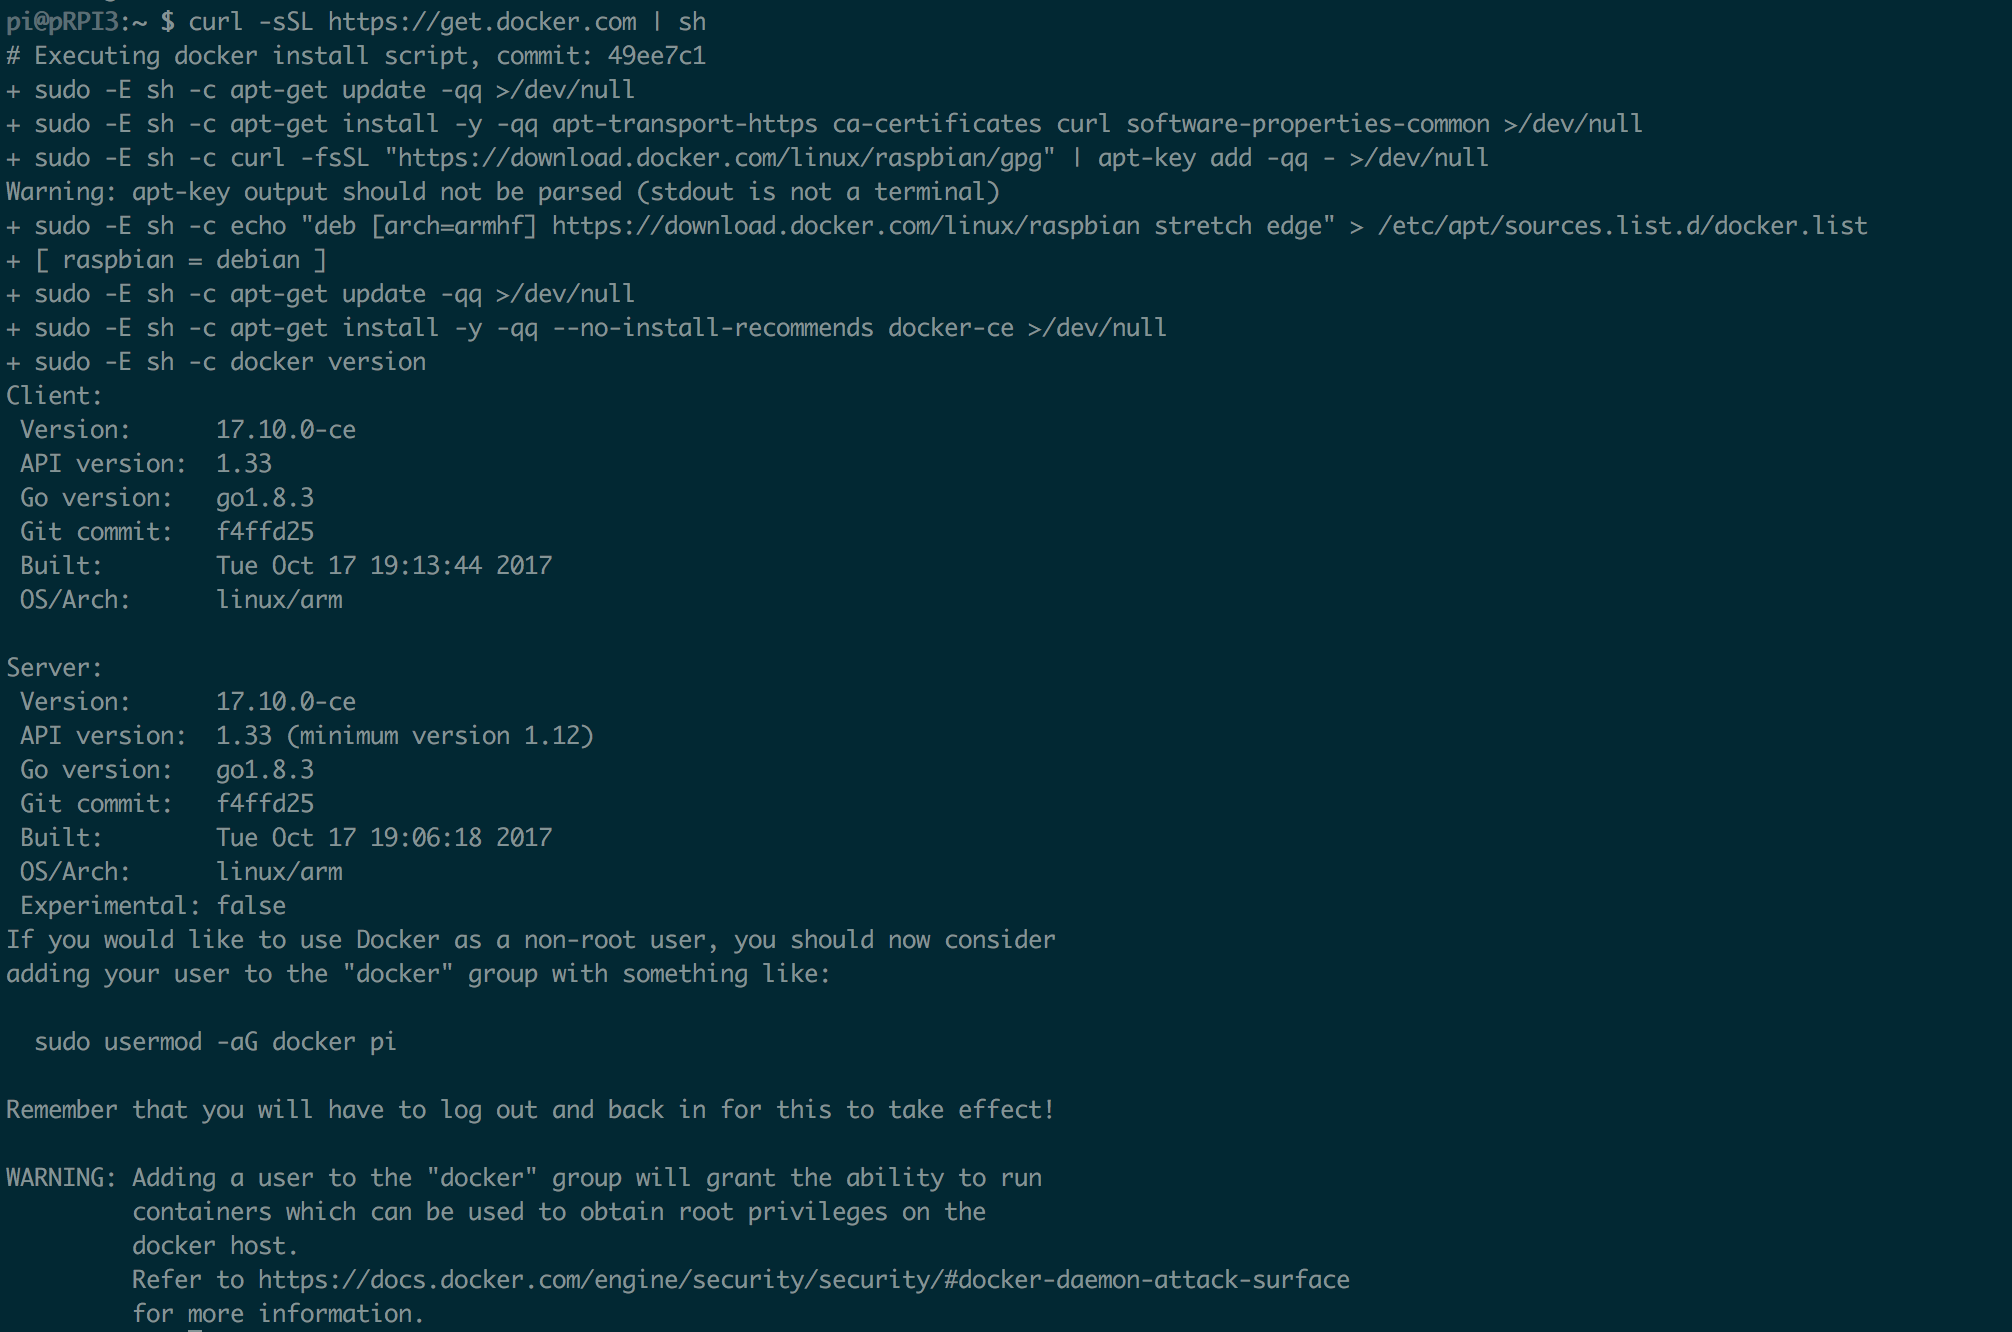 pi@pRPI3:~ $ curl -sSL https://get.docker.com | sh
# Executing docker install script, commit: 49ee7c1
+ sudo -E sh -c apt-get update -qq >/dev/null
+ sudo -E sh -c apt-get install -y -qq apt-transport-https ca-certificates curl software-properties-common >/dev/null
+ sudo -E sh -c curl -fsSL "https://download.docker.com/linux/raspbian/gpg" | apt-key add -qq - >/dev/null
Warning: apt-key output should not be parsed (stdout is not a terminal)
+ sudo -E sh -c echo "deb [arch=armhf] https://download.docker.com/linux/raspbian stretch edge" > /etc/apt/sources.list.d/docker.list
+ [ raspbian = debian ]
+ sudo -E sh -c apt-get update -qq >/dev/null
+ sudo -E sh -c apt-get install -y -qq --no-install-recommends docker-ce >/dev/null
+ sudo -E sh -c docker version
Client:
 Version:      17.10.0-ce
 API version:  1.33
 Go version:   go1.8.3
 Git commit:   f4ffd25
 Built:        Tue Oct 17 19:13:44 2017
 OS/Arch:      linux/arm

Server:
 Version:      17.10.0-ce
 API version:  1.33 (minimum version 1.12)
 Go version:   go1.8.3
 Git commit:   f4ffd25
 Built:        Tue Oct 17 19:06:18 2017
 OS/Arch:      linux/arm
 Experimental: false
If you would like to use Docker as a non-root user, you should now consider
adding your user to the "docker" group with something like:

  sudo usermod -aG docker pi

Remember that you will have to log out and back in for this to take effect!

WARNING: Adding a user to the "docker" group will grant the ability to run
         containers which can be used to obtain root privileges on the
         docker host.
         Refer to https://docs.docker.com/engine/security/security/#docker-daemon-attack-surface
         for more information.